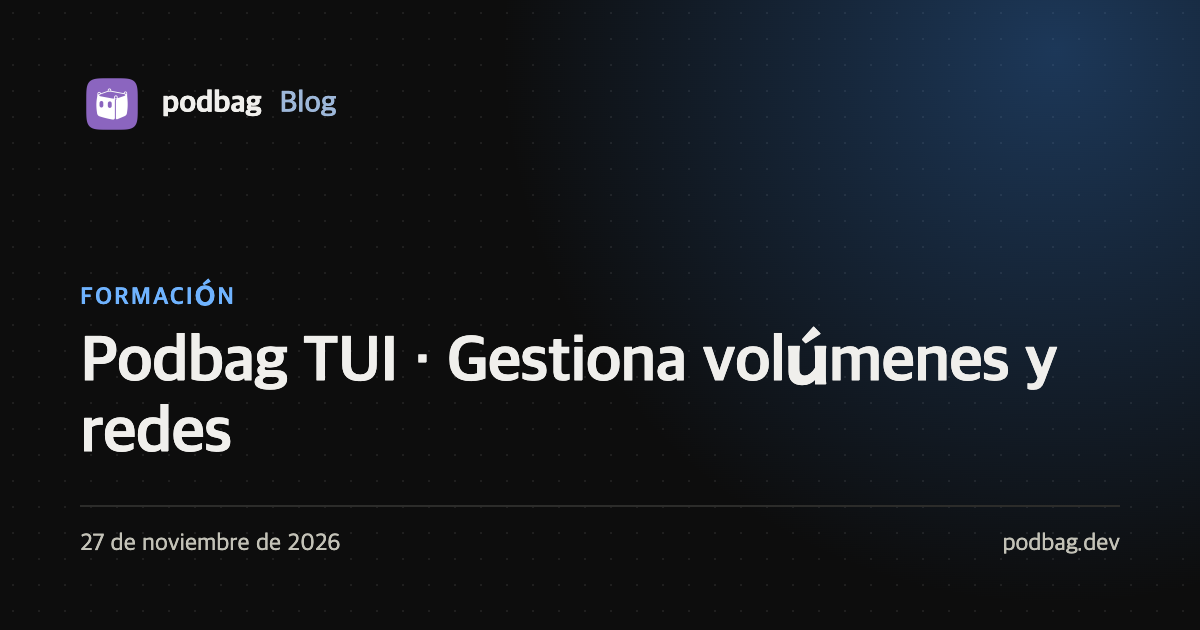 podbag Blog
FORMACIÓN
Podbag TUI · Gestiona volúmenes y
redes
27 de noviembre de 2026
podbag.dev